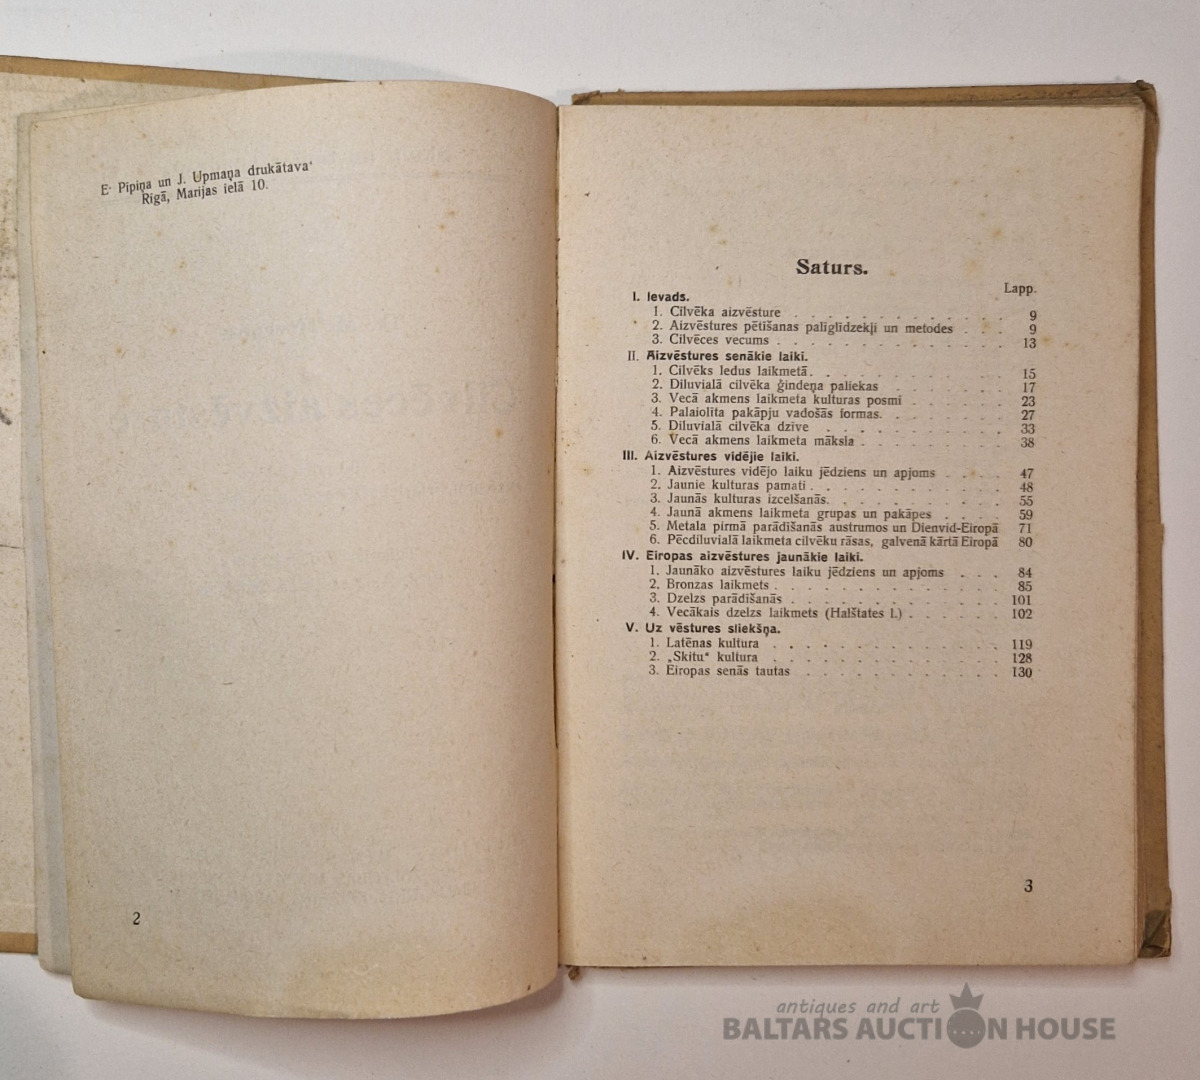 E. Pipiņa un J. Upmaņa drukātava
Rīgā, Marijas ielā 10.
2
Saturs.
Lapp.
I. Ievads.
1. Cilvēka aizvēsture . . . . . . . . . . . 9
2. Aizvēstures pētīšanas palīglīdzekļi un metodes . . . 9
3. Cilvēces vecums . . . . . . . . . . . 13
II. Aizvēstures senākie laiki.
1. Cilvēks ledus laikmetā. . . . . . . . . . 15
2. Diluviālā cilvēka ģindeņa paliekas . . . . . . 17
3. Vecā akmens laikmeta kulturas posmi . . . . . 23
4. Palaiolita pakāpju vadošās formas. . . . . . . 27
5. Diluviālā cilvēka dzīve . . . . . . . . . 33
6. Vecā akmens laikmeta māksla . . . . . . . 38
III. Aizvēstures vidējie laiki.
1. Aizvēstures vidējo laiku jēdziens un apjoms . . . . 47
2. Jaunie kulturas pamati . . . . . . . . . . 48
3. Jaunās kulturas izcelšanās. . . . . . . . . 55
4. Jaunā akmens laikmeta grupas un pakāpes . . . . 59
5. Metala pirmā parādīšanās austrumos un Dienvid-Eiropā 71
6. Pēcdiluviālā laikmeta cilvēku rāsas, galvenā kārtā Eiropā 80
IV. Eiropas aizvēstures jaunākie laiki.
1. Jaunāko aizvēstures laiku jēdziens un apjoms . . . 84
2. Bronzas laikmets . . . . . . . . . . . 85
3. Dzelzs parādīšanās . . . . . . . . . . 101
4. Vecākais dzelzs laikmets (Halštates l.) . . . . . 102
V. Uz vēstures sliekšņa.
1. Latēnas kultura . . . . . . . . . . . 119
2. „Skitu“ kultura . . . . . . . . . . . 128
3. Eiropas senās tautas . . . . . . . . . . 130
3
antiques and art
BALTARS AUCTION HOUSE